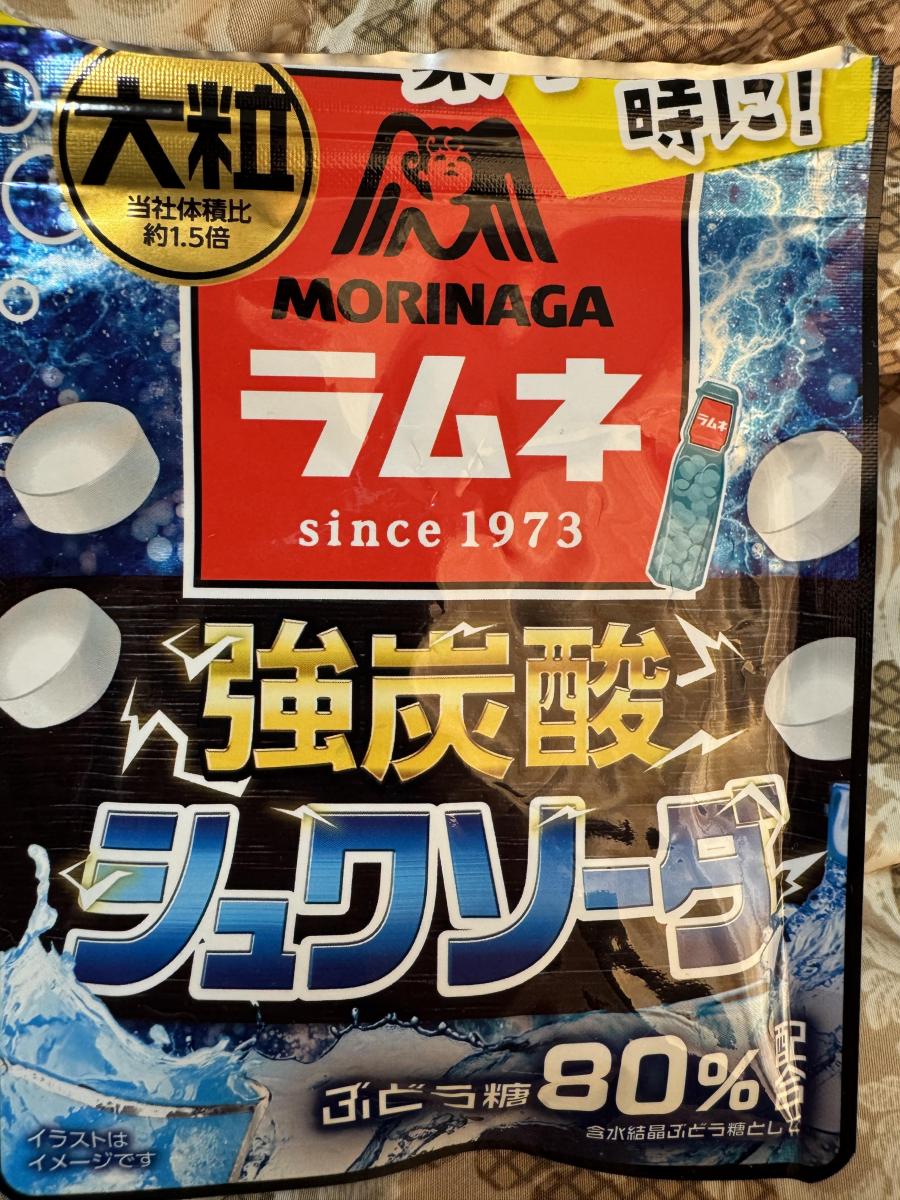 大粒
当社体積比
約1.5倍
時に!
MORINAGA
ラムネ
since 1973
ラムネ
強炭酸
シュワソーダ
ぶどう糖80%配合
含水結晶ぶどう糖とし
イラストは
イメージです